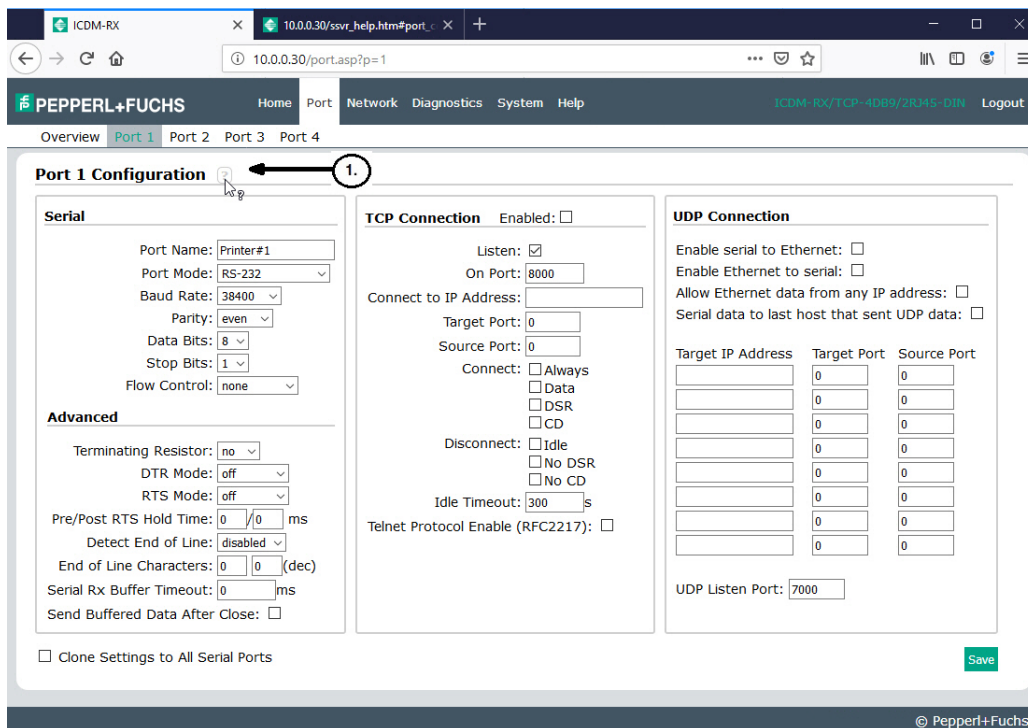 ICDM-RX
10.0.0.30/ssvr_help.htm#port_c
10.0.0.30/port.asp?p=1
PEPPERL+FUCHS
Home Port Network Diagnostics System Help
ICDM-RX/TCP-4DB9/2RJ45-DIN
Logout
Overview Port 1 Port 2 Port 3 Port 4
Port 1 Configuration ?
1.
Serial
Port Name: Printer#1
Port Mode: RS-232
Baud Rate: 38400
Parity: even
Data Bits: 8
Stop Bits: 1
Flow Control: none
Advanced
Terminating Resistor: no
DTR Mode: off
RTS Mode: off
Pre/Post RTS Hold Time: 0 / 0 ms
Detect End of Line: disabled
End of Line Characters: 0 0 (dec)
Serial Rx Buffer Timeout: 0 ms
Send Buffered Data After Close:
TCP Connection Enabled:
Listen:
On Port: 8000
Connect to IP Address:
Target Port: 0
Source Port: 0
Connect: Always
Data
DSR
CD
Disconnect: Idle
No DSR
No CD
Idle Timeout: 300 s
Telnet Protocol Enable (RFC2217):
UDP Connection
Enable serial to Ethernet:
Enable Ethernet to serial:
Allow Ethernet data from any IP address:
Serial data to last host that sent UDP data:
Target IP Address Target Port Source Port
0 0
0 0
0 0
0 0
0 0
0 0
0 0
0 0
UDP Listen Port: 7000
Clone Settings to All Serial Ports
Save
© Pepperl+Fuchs